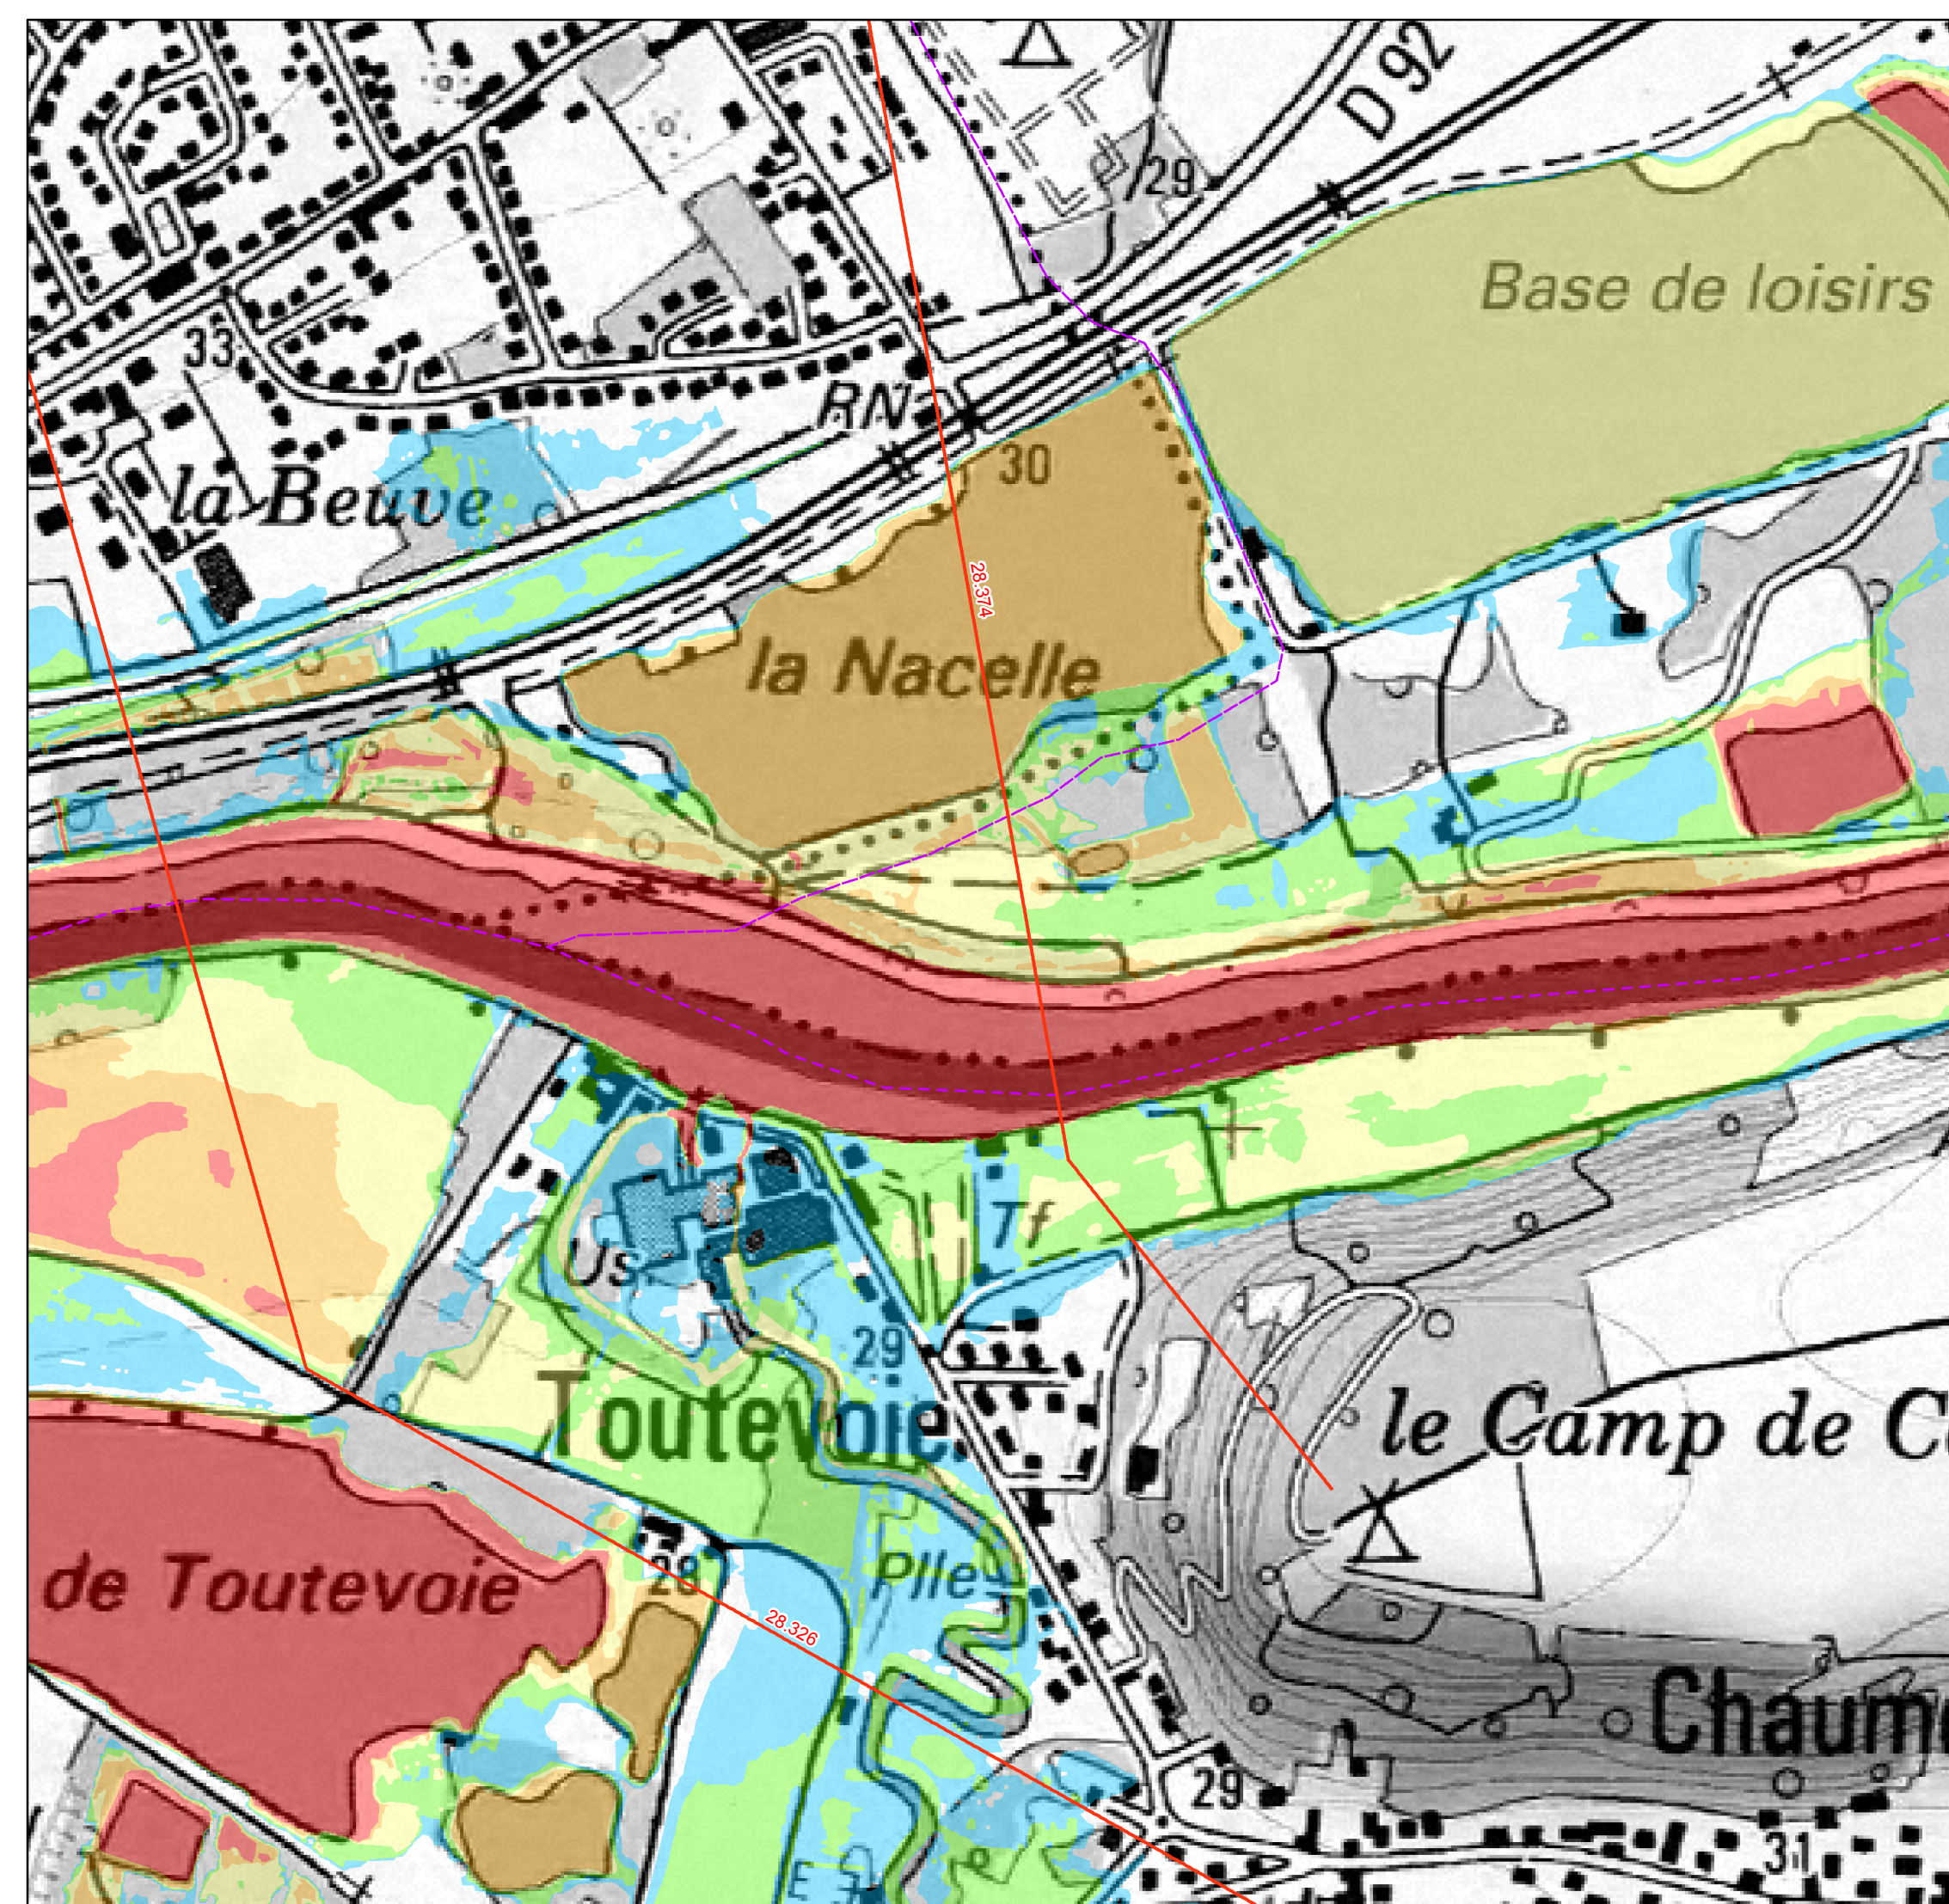 D 92
29
Base de loisirs
33
RN
30
la Beuve
28.374
la Nacelle
Tf
Us.
29
Toutevoie
le Camp de C
de Toutevoie
28
Plle
28.326
Chaum
29
31